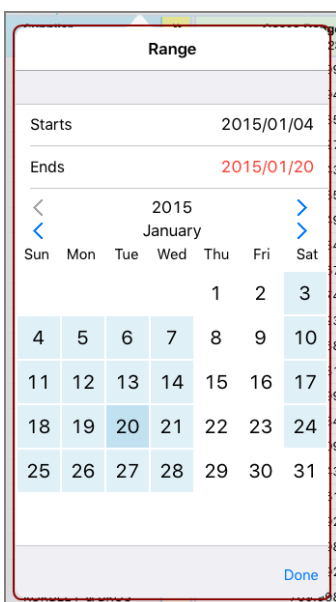 Range
Starts 2015/01/04
Ends 2015/01/20
< 2015 >
< January >
Sun Mon Tue Wed Thu Fri Sat
1 2 3
4 5 6 7 8 9 10
11 12 13 14 15 16 17
18 19 20 21 22 23 24
25 26 27 28 29 30 31
Done